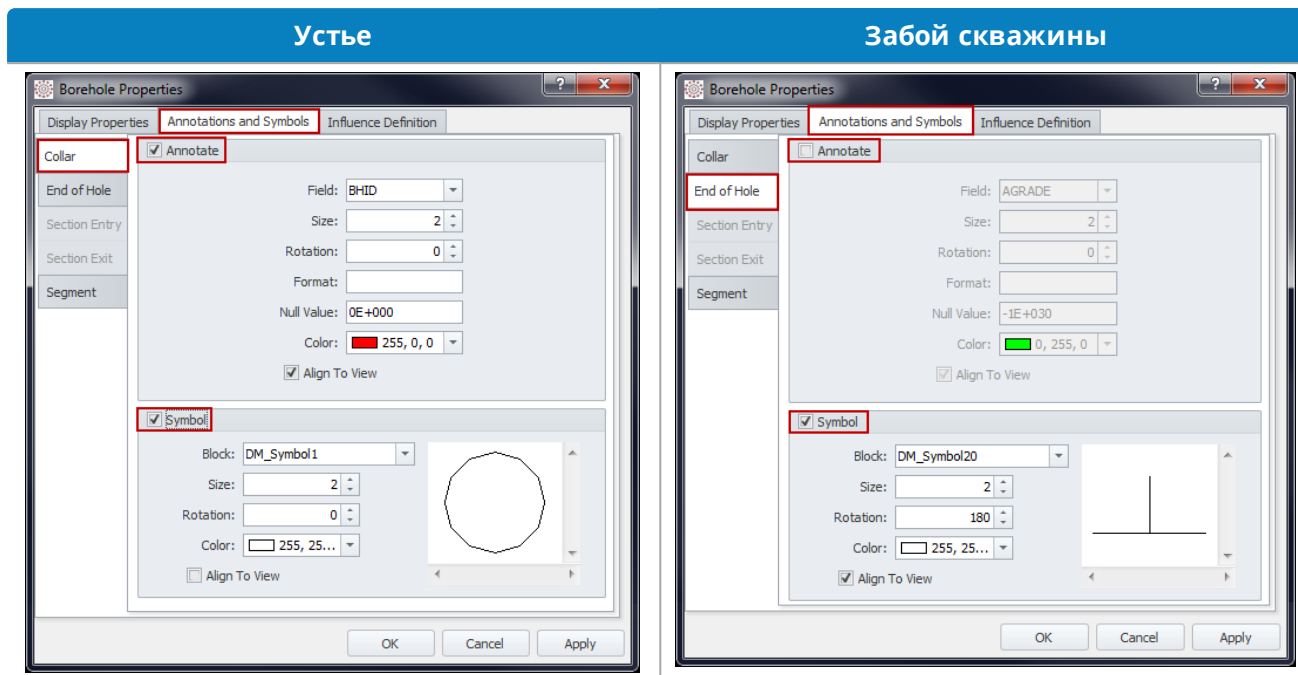 Устье
Borehole Properties
?
X
Display Properties
Annotations and Symbols
Influence Definition
Collar
End of Hole
Section Entry
Section Exit
Segment
Annotate
Field: BHID
Size: 2
Rotation: 0
Format:
Null Value: 0E+000
Color: 255, 0, 0
Align To View
Symbol
Block: DM_Symbol1
Size: 2
Rotation: 0
Color: 255, 25...
Align To View
OK
Cancel
Apply
Забой скважины
Borehole Properties
?
X
Display Properties
Annotations and Symbols
Influence Definition
Collar
End of Hole
Section Entry
Section Exit
Segment
Annotate
Field: AGRADE
Size: 2
Rotation: 0
Format:
Null Value: -1E+030
Color: 0, 255, 0
Align To View
Symbol
Block: DM_Symbol20
Size: 2
Rotation: 180
Color: 255, 25...
Align To View
OK
Cancel
Apply